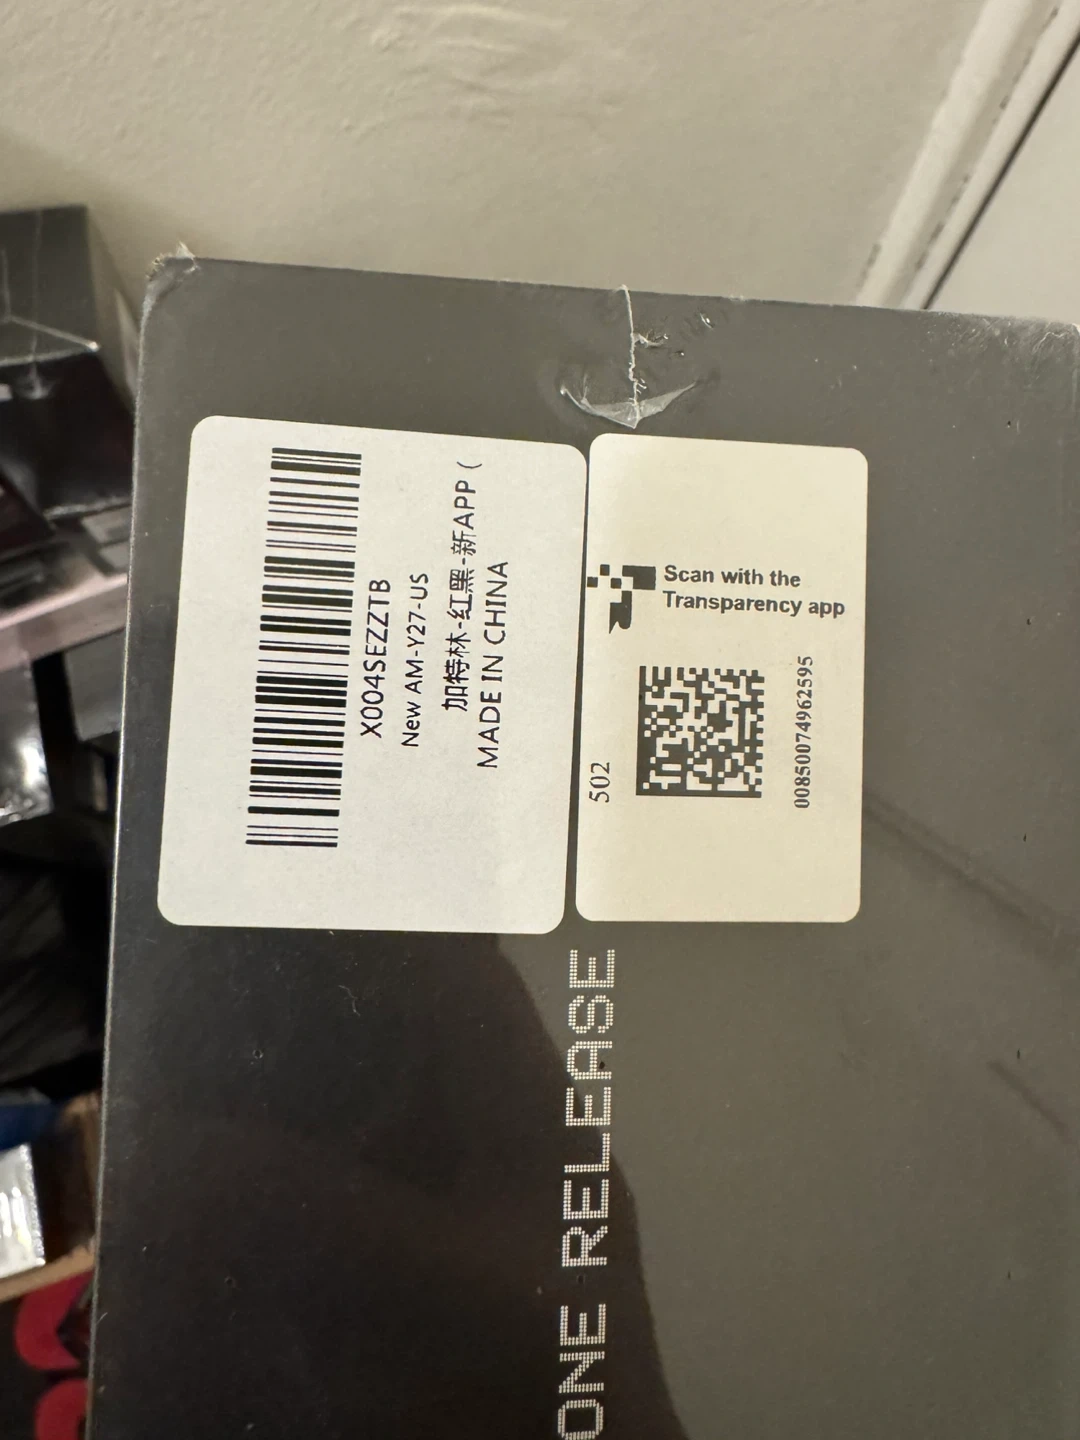 X004SEZZTB
New AM-Y27-US
加特林-红黑-新APP (
MADE IN CHINA
Scan with the
Transparency app
502
00850074962595
ONE RELEASE